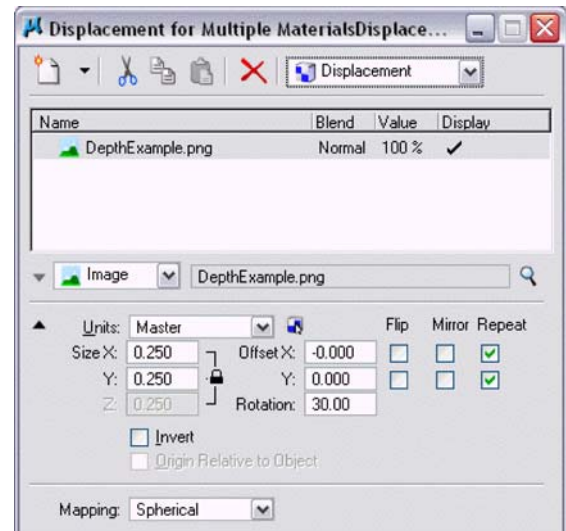 Displacement for Multiple MaterialsDisplace...
Displacement
Name Blend Value Display
DepthExample.png Normal 100 %
Image DepthExample.png
Units: Master Flip Mirror Repeat
Size X: 0.250 Offset X: -0.000
Y: 0.250 Y: 0.000
Z: 0.250 Rotation: 30.00
Invert
Origin Relative to Object
Mapping: Spherical